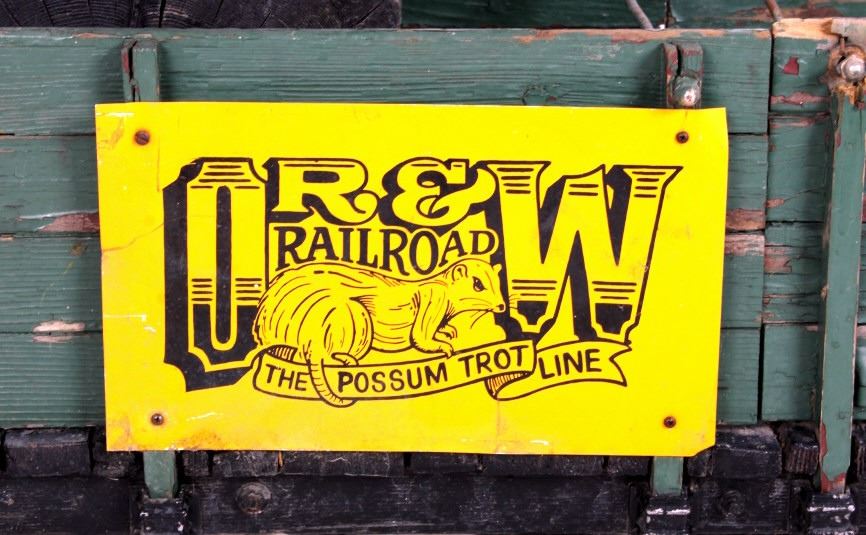 O R & W
RAILROAD
THE POSSUM TROT LINE